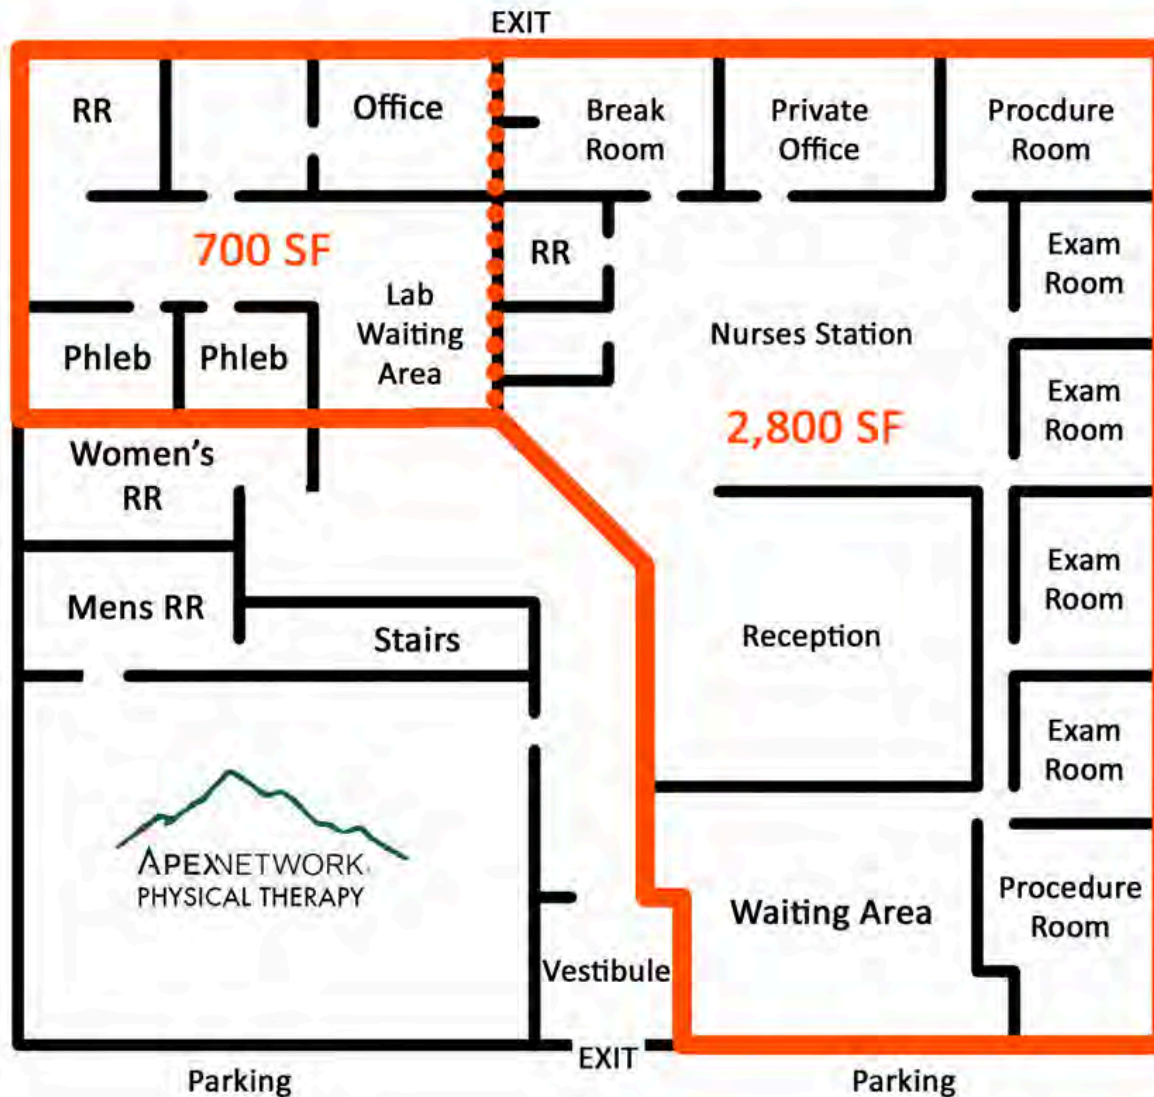 EXIT
RR
Office
Break
Room
Private
Office
Procdure
Room
700 SF
RR
Exam
Room
Lab
Waiting
Area
Nurses Station
Phleb
Phleb
Exam
Room
2,800 SF
Women's
RR
Exam
Room
Mens RR
Stairs
Reception
Exam
Room
APEXNETWORK
PHYSICAL THERAPY
Waiting Area
Procedure
Room
Vestibule
EXIT
Parking
Parking